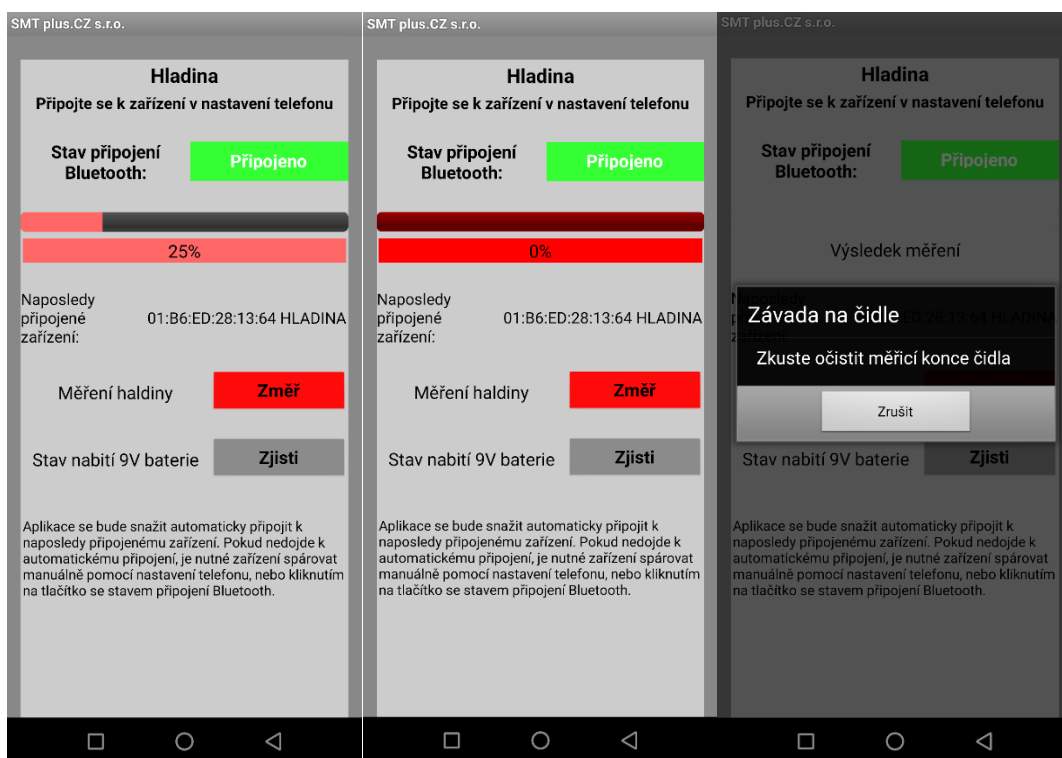 SMT plus.CZ s.r.o.
Hladina
Připojte se k zařízení v nastavení telefonu
Stav připojení
Bluetooth:
Připojeno
25%
Naposledy
připojené
zařízení:
01:B6:ED:28:13:64 HLADINA
Měření haldiny
Změř
Stav nabití 9V baterie
Zjisti
Aplikace se bude snažit automaticky připojit k
naposledy připojenému zařízení. Pokud nedojde k
automatickému připojení, je nutné zařízení spárovat
manuálně pomocí nastavení telefonu, nebo kliknutím
na tlačítko se stavem připojení Bluetooth.
SMT plus.CZ s.r.o.
Hladina
Připojte se k zařízení v nastavení telefonu
Stav připojení
Bluetooth:
Připojeno
0%
Naposledy
připojené
zařízení:
01:B6:ED:28:13:64 HLADINA
Měření haldiny
Změř
Stav nabití 9V baterie
Zjisti
Aplikace se bude snažit automaticky připojit k
naposledy připojenému zařízení. Pokud nedojde k
automatickému připojení, je nutné zařízení spárovat
manuálně pomocí nastavení telefonu, nebo kliknutím
na tlačítko se stavem připojení Bluetooth.
SMT plus.CZ s.r.o.
Hladina
Připojte se k zařízení v nastavení telefonu
Stav připojení
Bluetooth:
Připojeno
Výsledek měření
Závada na čidle
Zkuste očistit měřicí konce čidla
Zrušit
Stav nabití 9V baterie
Zjisti
Aplikace se bude snažit automaticky připojit k
naposledy připojenému zařízení. Pokud nedojde k
automatickému připojení, je nutné zařízení spárovat
manuálně pomocí nastavení telefonu, nebo kliknutím
na tlačítko se stavem připojení Bluetooth.